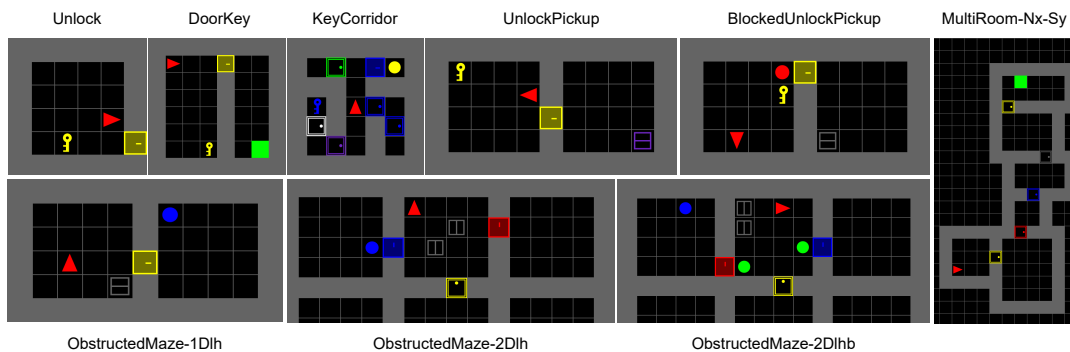 Unlock
DoorKey
KeyCorridor
UnlockPickup
BlockedUnlockPickup
MultiRoom-Nx-Sy
ObstructedMaze-1Dlh
ObstructedMaze-2Dlh
ObstructedMaze-2Dlhb